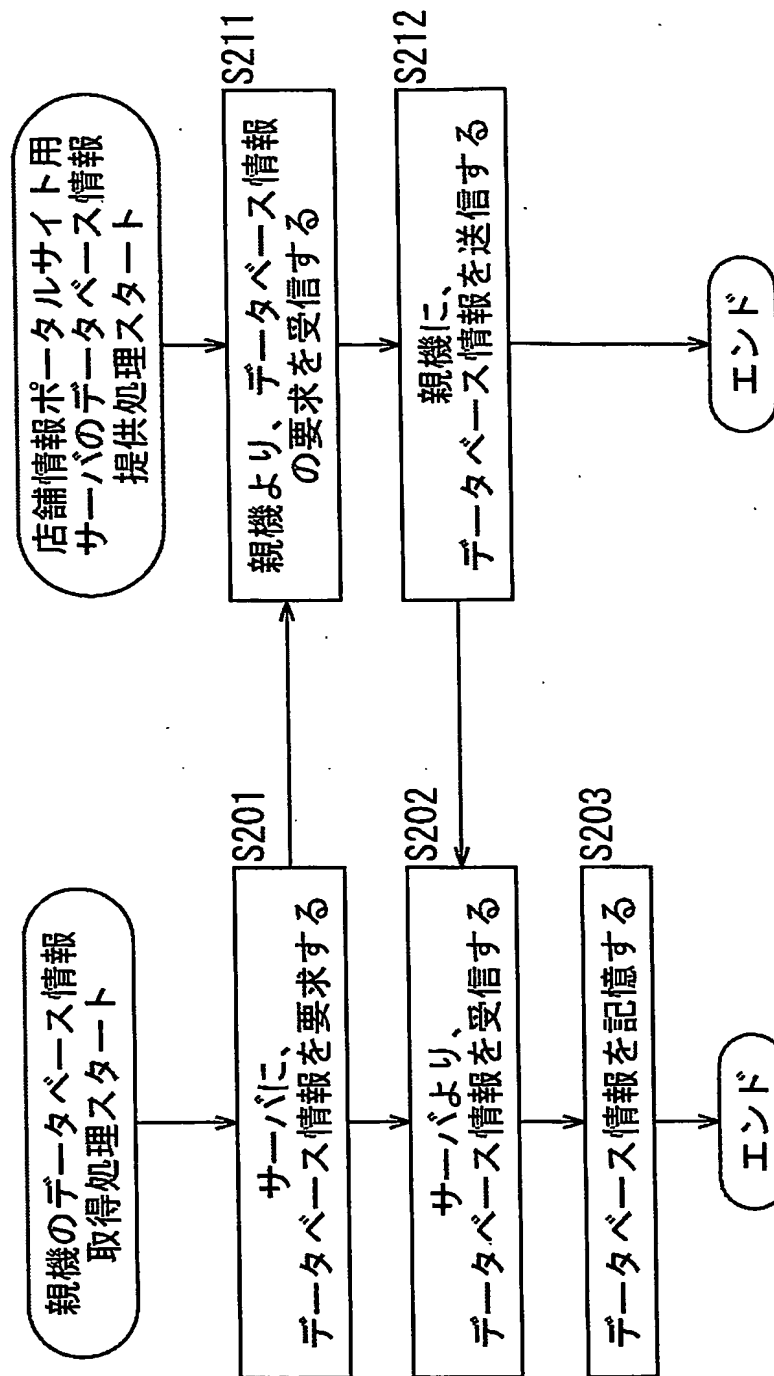 親機のデータベース情報
取得処理スタート
S201
サーバに、
データベース情報を要求する
S202
サーバより、
データベース情報を受信する
S203
データベース情報を記憶する
エンド
店舗情報ポータルサイト用
サーバのデータベース情報
提供処理スタート
S211
親機より、データベース情報
の要求を受信する
S212
親機に、
データベース情報を送信する
エンド